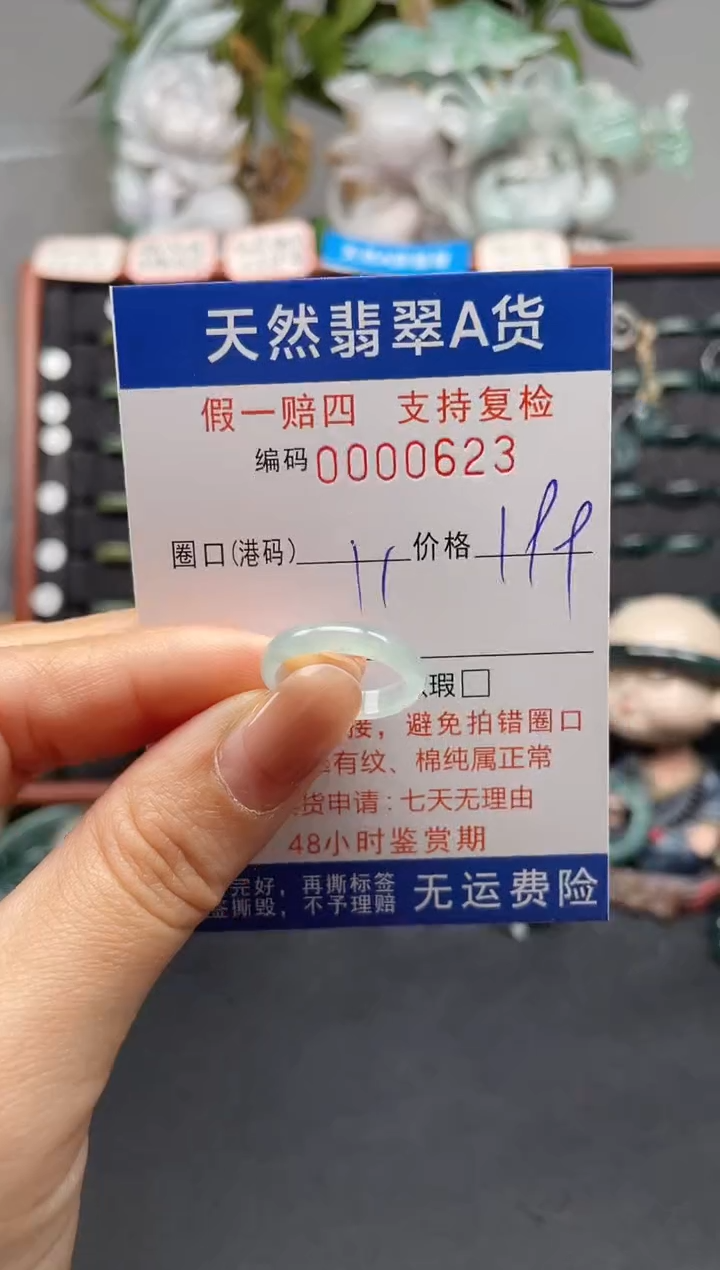 天然翡翠A货
假一赔四 支持复检
编码 0000623
圈口(港码) 11 价格 199
瑕□
接，避免拍错圈口
有纹、棉纯属正常
货申请：七天无理由
48小时鉴赏期
完好，再撕标签
签撕毁，不予理赔
无运费险